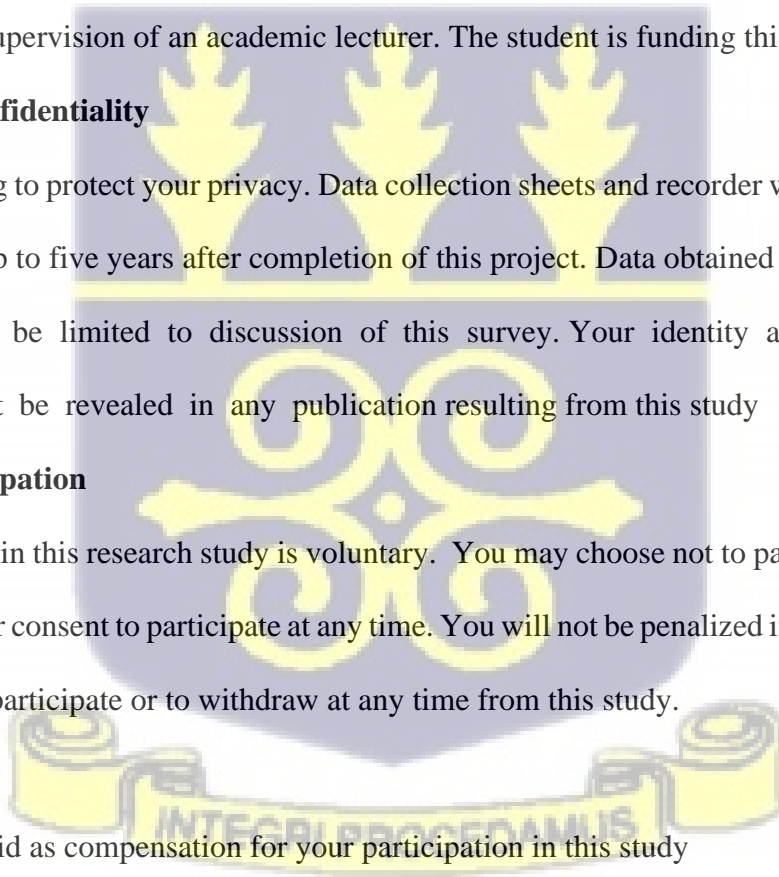 upervision of an academic lecturer. The student is funding thi
fidentiality
g to protect your privacy. Data collection sheets and recorder
to five years after completion of this project. Data obtained
be limited to discussion of this survey. Your identity a
be revealed in any publication resulting from this study
pation
in this research study is voluntary. You may choose not to pa
consent to participate at any time. You will not be penalized i
participate or to withdraw at any time from this study.
INTEGRI PROCEDAMUS
id as compensation for your participation in this study